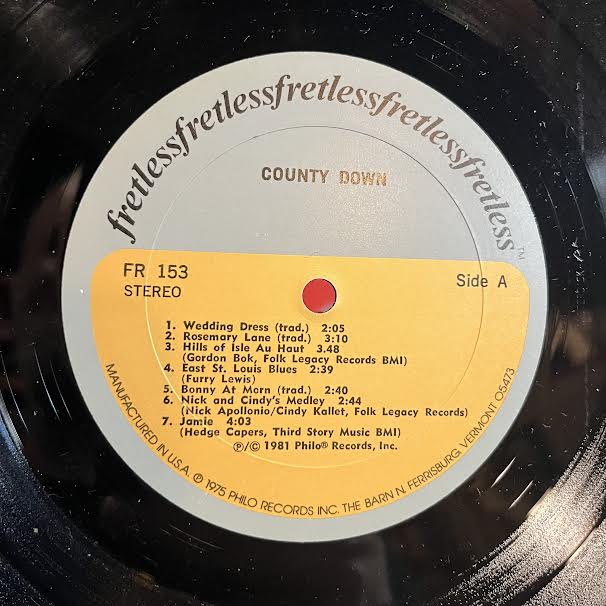 fretlessfretlessfretlessfretlessfretless™
COUNTY DOWN
FR 153
STEREO
Side A
1. Wedding Dress (trad.) 2:05
2. Rosemary Lane (trad.) 3:10
3. Hills of Isle Au Haut 3.48
(Gordon Bok, Folk Legacy Records BMI)
4. East St. Louis Blues 2:39
(Furry Lewis)
5. Bonny At Morn (trad.) 2:40
6. Nick and Cindy's Medley 2:44
(Nick Apollonio/Cindy Kallet, Folk Legacy Records)
7. Jamie 4:03
(Hedge Capers, Third Story Music BMI)
℗/© 1981 Philo® Records, Inc.
MANUFACTURED IN U.S.A. ℗ 1975 PHILO RECORDS INC. THE BARN N. FERRISBURG VERMONT 05473